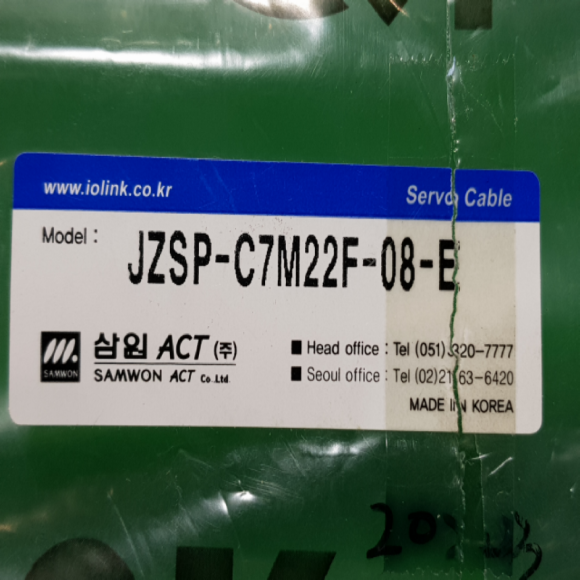 www.iolink.co.kr
Servo Cable
Model : JZSP-C7M22F-08-E
SAMWON
삼원 ACT (주)
SAMWON ACT Co.,Ltd.
■ Head office : Tel (051) 320-7777
■ Seoul office : Tel (02)2163-6420
MADE IN KOREA